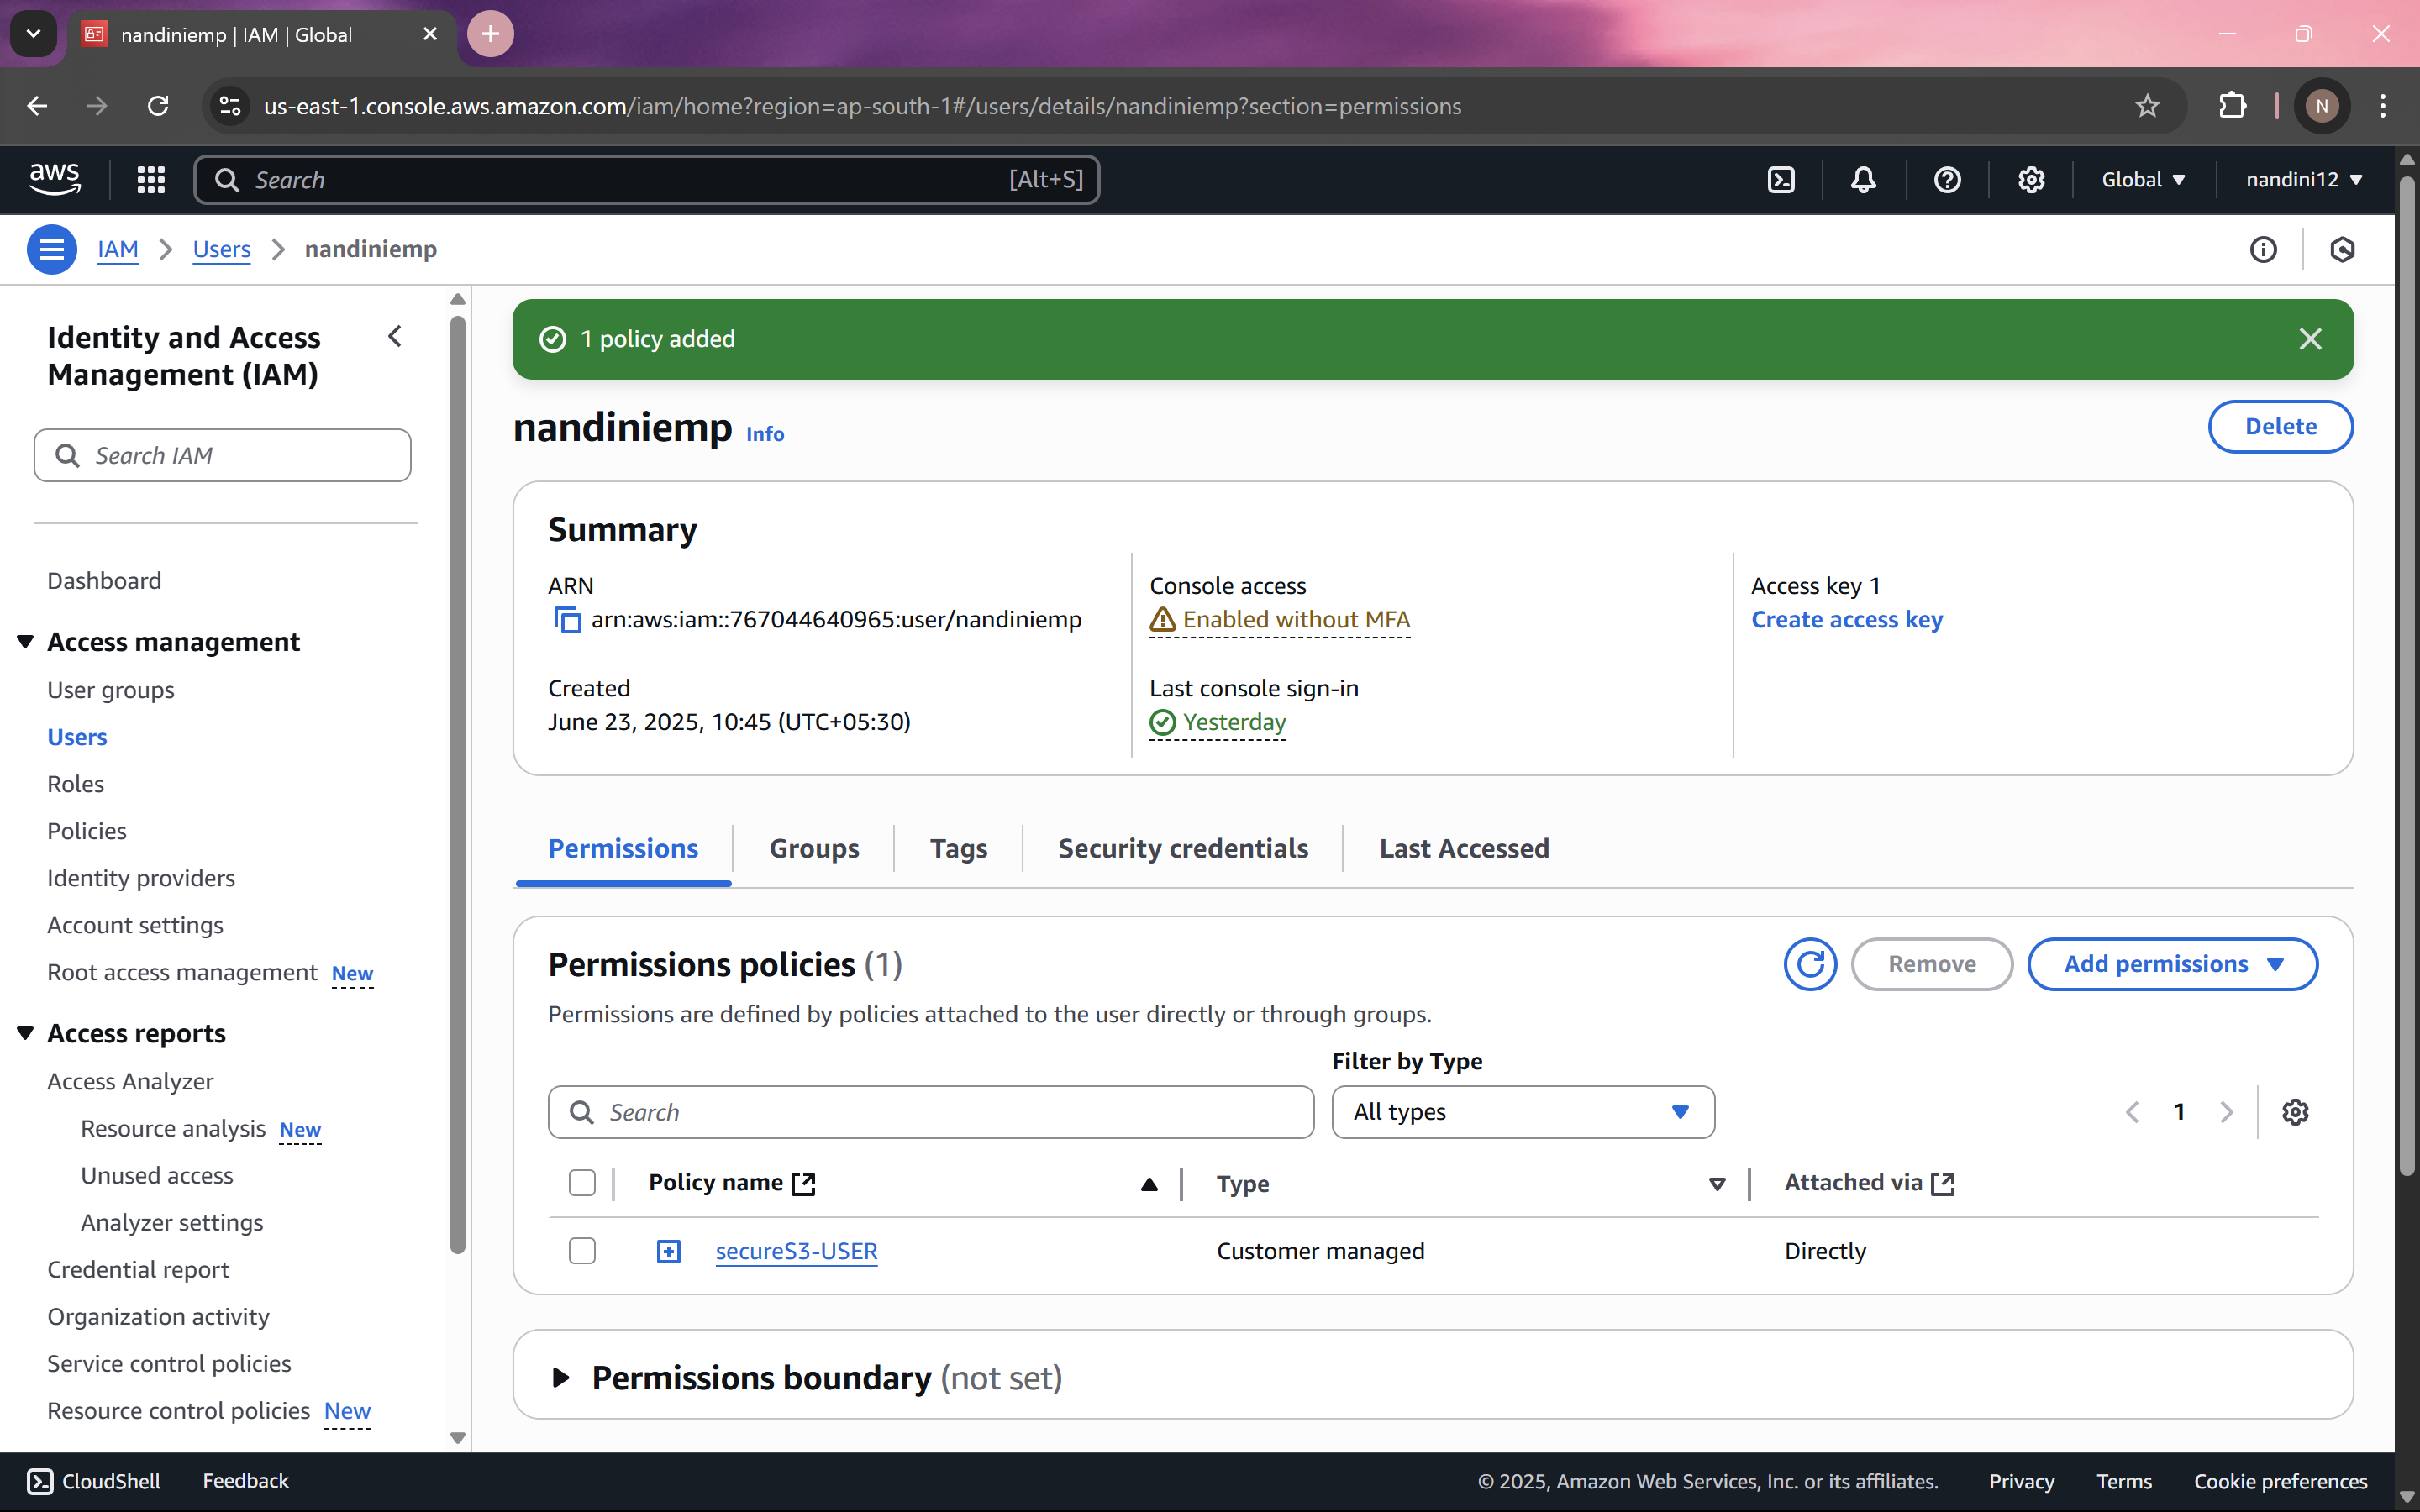 nandiniemp | IAM | Global
us-east-1.console.aws.amazon.com/iam/home?region=ap-south-1#/users/details/nandiniemp?section=permissions
N
aws
Search
[Alt+S]
Global
nandini12
IAM
Users
nandiniemp
Identity and Access
Management (IAM)
Search IAM
Dashboard
Access management
User groups
Users
Roles
Policies
Identity providers
Account settings
Root access management New
Access reports
Access Analyzer
Resource analysis New
Unused access
Analyzer settings
Credential report
Organization activity
Service control policies
Resource control policies New
1 policy added
nandiniemp Info
Delete
Summary
ARN
arn:aws:iam::767044640965:user/nandiniemp
Created
June 23, 2025, 10:45 (UTC+05:30)
Console access
Enabled without MFA
Last console sign-in
Yesterday
Access key 1
Create access key
Permissions
Groups
Tags
Security credentials
Last Accessed
Permissions policies (1)
Remove
Add permissions
Permissions are defined by policies attached to the user directly or through groups.
Filter by Type
Search
All types
1
Policy name
Type
Attached via
secureS3-USER
Customer managed
Directly
Permissions boundary (not set)
CloudShell
Feedback
© 2025, Amazon Web Services, Inc. or its affiliates.
Privacy
Terms
Cookie preferences